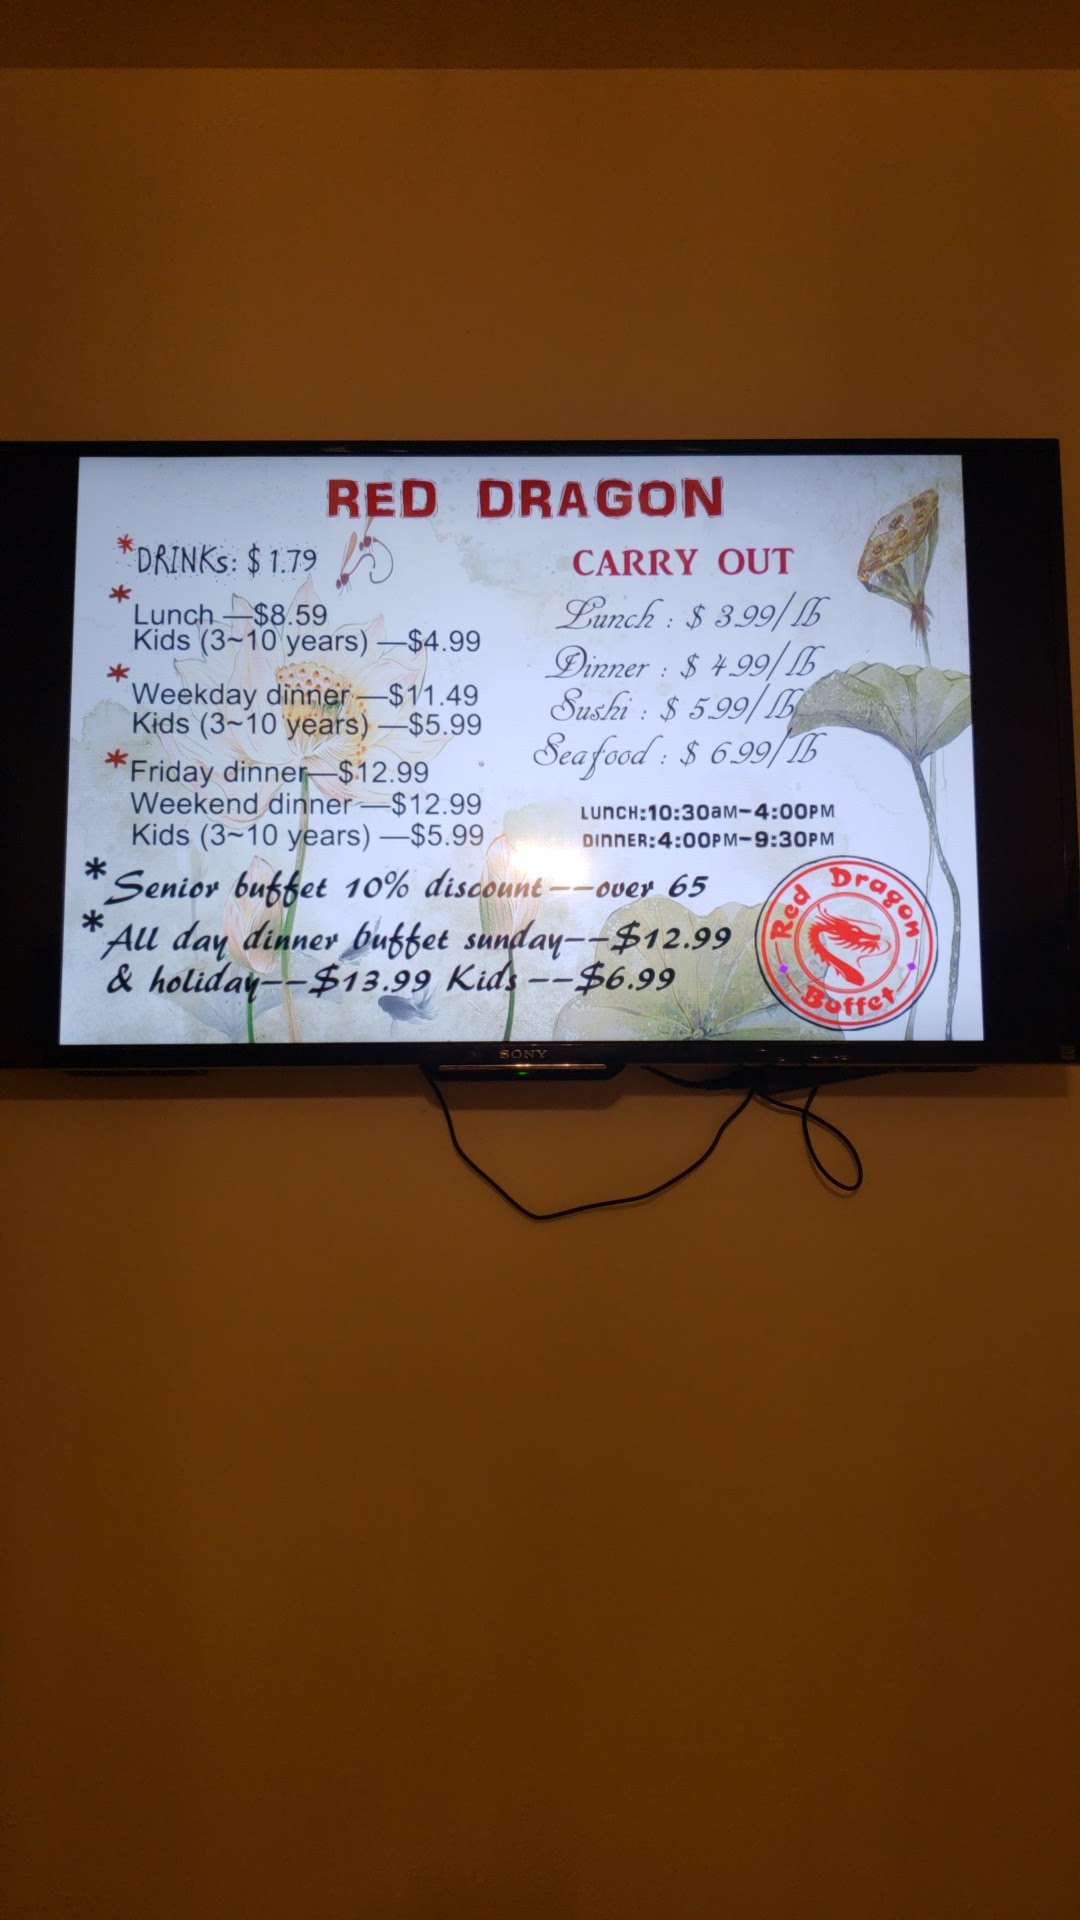 RED DRAGON
*DRINKs: $ 1.79
* Lunch —$8.59
Kids (3~10 years) —$4.99
* Weekday dinner —$11.49
Kids (3~10 years) —$5.99
* Friday dinner—$12.99
Weekend dinner —$12.99
Kids (3~10 years) —$5.99
CARRY OUT
Lunch : $ 3.99/lb
Dinner : $ 4.99/lb
Sushi : $ 5.99/lb
Seafood : $ 6.99/lb
LUNCH:10:30aM-4:00PM
DINNER:4:00PM-9:30PM
* Senior buffet 10% discount--over 65
* All day dinner buffet sunday--$12.99
& holiday--$13.99 Kids --$6.99
Red Dragon
Buffet
SONY